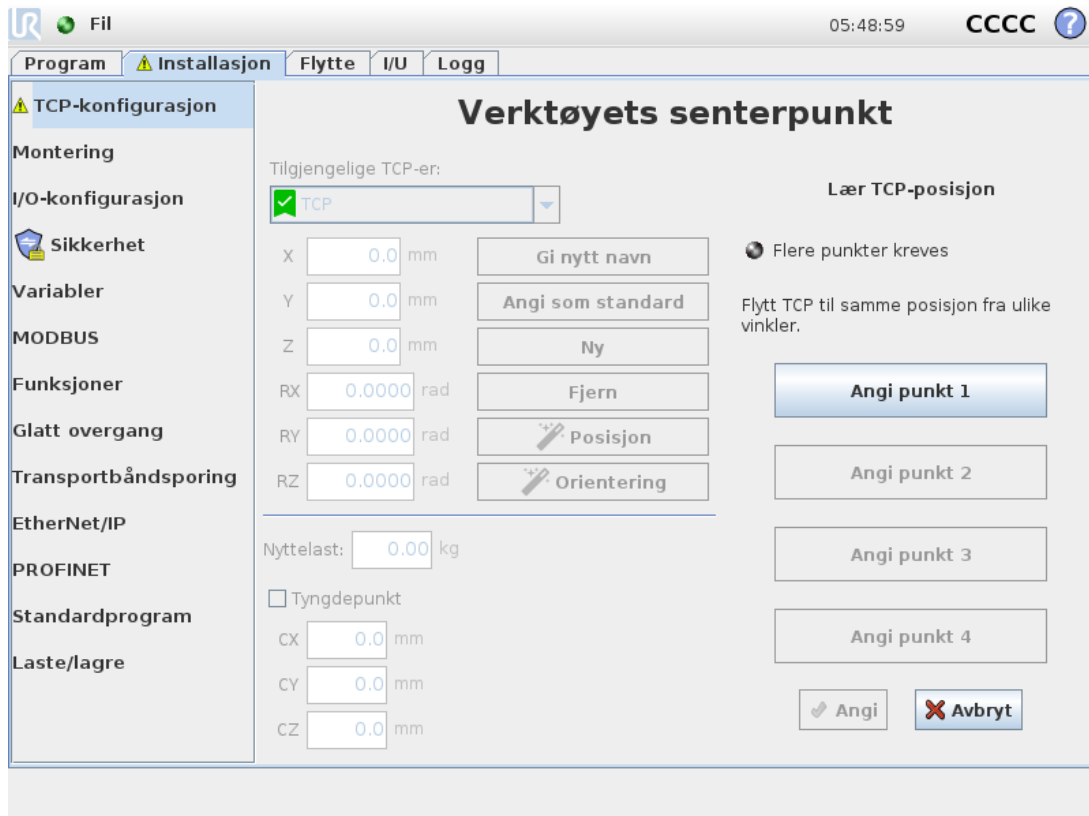 UR Fil 05:48:59 CCCC ?
Program Installasjon Flytte I/U Logg
TCP-konfigurasjon
Montering
I/O-konfigurasjon
Sikkerhet
Variabler
MODBUS
Funksjoner
Glatt overgang
Transportbåndsporing
EtherNet/IP
PROFINET
Standardprogram
Laste/lagre
Verktøyets senterpunkt
Tilgjengelige TCP-er:
TCP
X 0.0 mm Gi nytt navn
Y 0.0 mm Angi som standard
Z 0.0 mm Ny
RX 0.0000 rad Fjern
RY 0.0000 rad Posisjon
RZ 0.0000 rad Orientering
Nyttelast: 0.00 kg
Tyngdepunkt
CX 0.0 mm
CY 0.0 mm
CZ 0.0 mm
Lær TCP-posisjon
Flere punkter kreves
Flytt TCP til samme posisjon fra ulike
vinkler.
Angi punkt 1
Angi punkt 2
Angi punkt 3
Angi punkt 4
Angi Avbryt